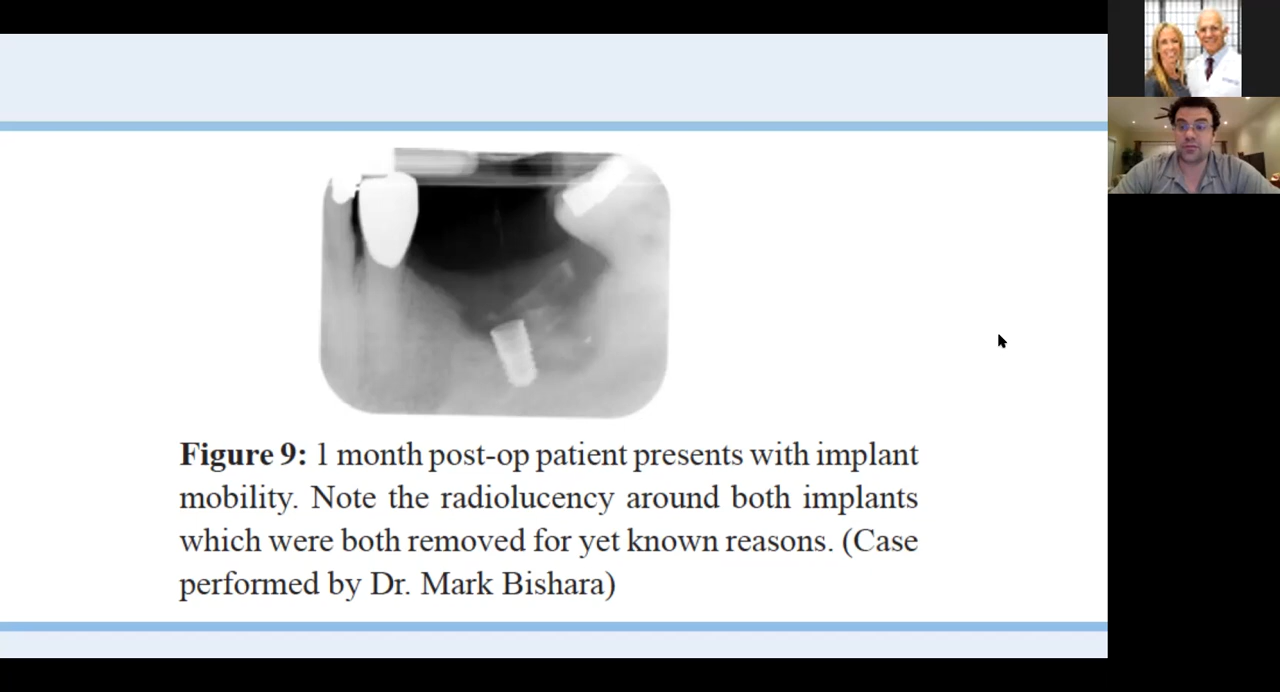 Figure 9: 1 month post-op patient presents with implant
mobility. Note the radiolucency around both implants
which were both removed for yet known reasons. (Case
performed by Dr. Mark Bishara)